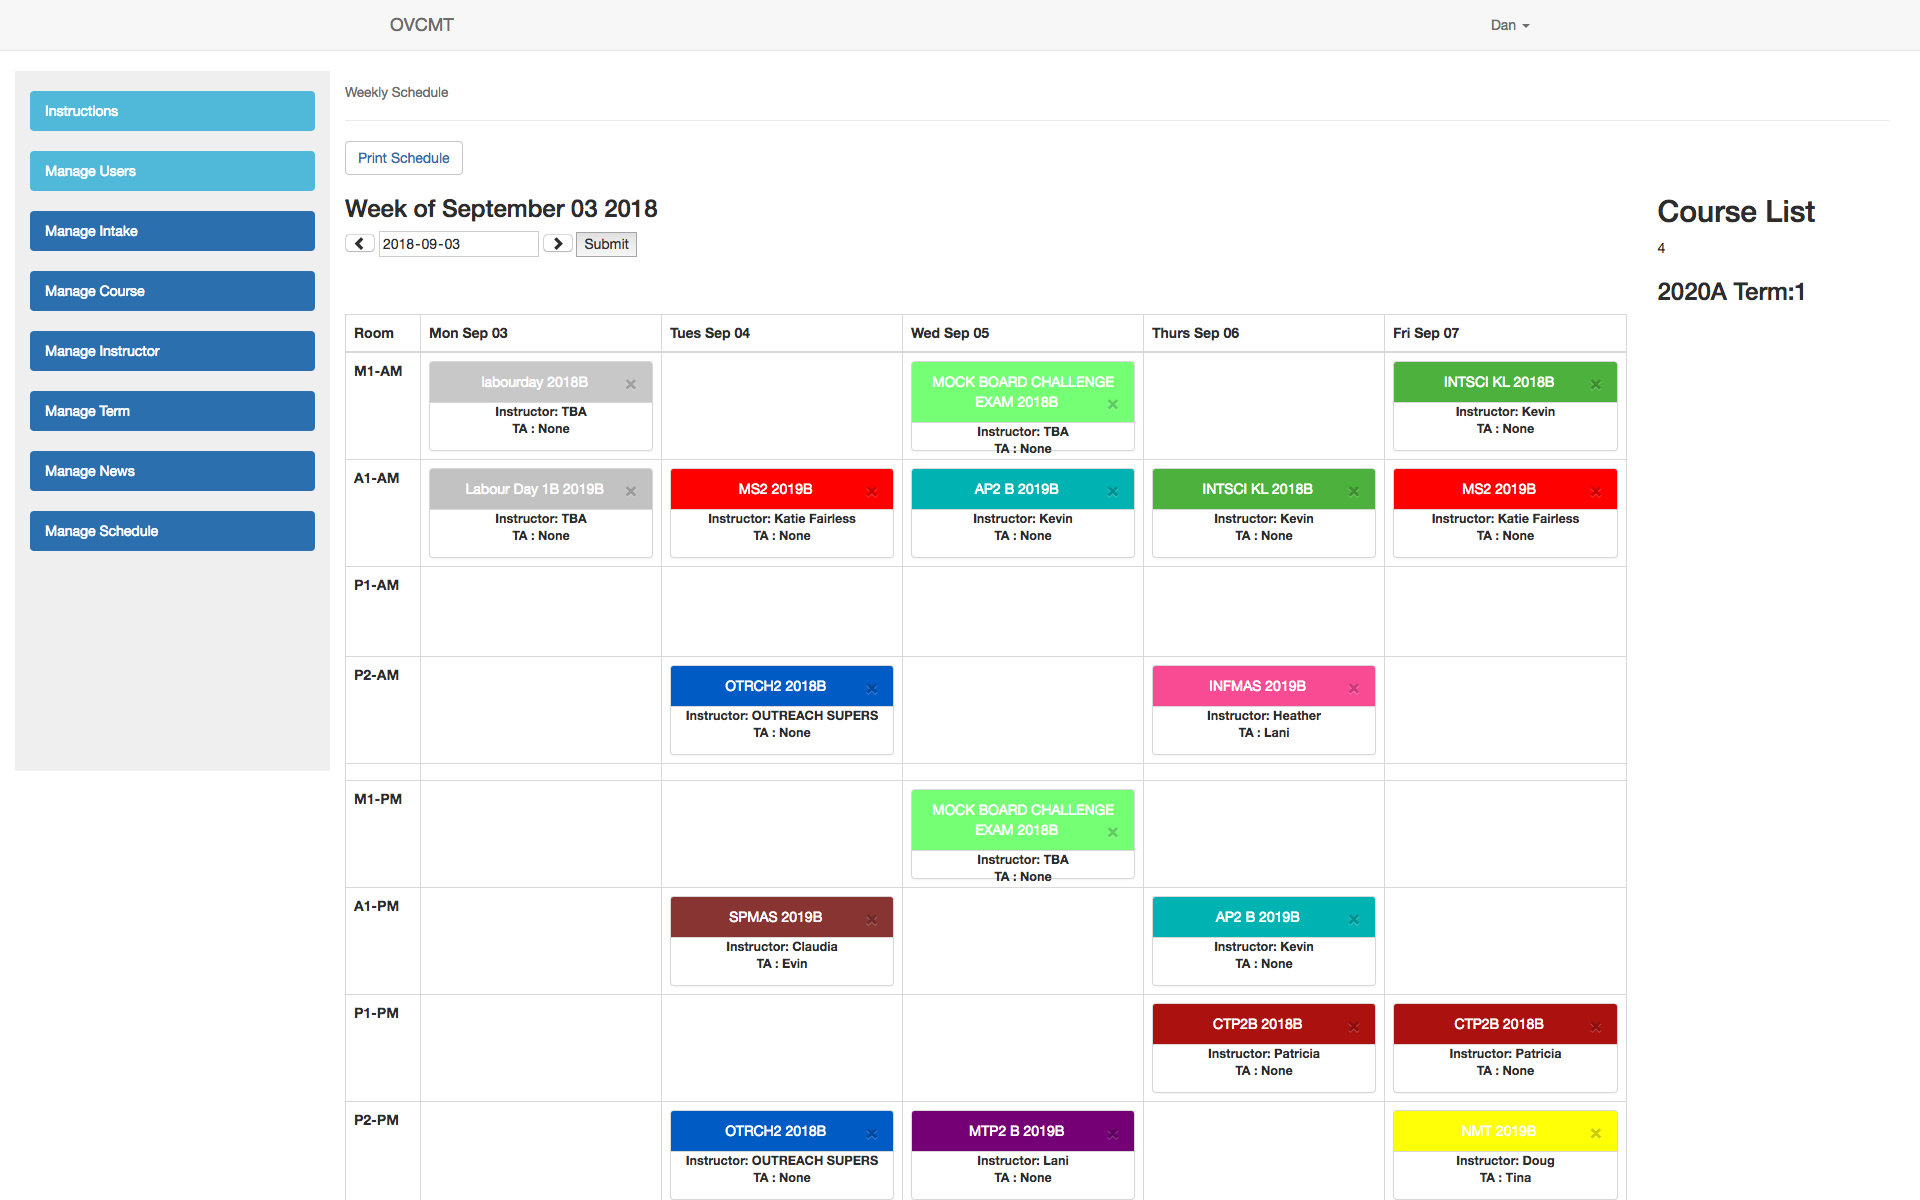 OVCMT
Dan
Instructions
Manage Users
Manage Intake
Manage Course
Manage Instructor
Manage Term
Manage News
Manage Schedule
Weekly Schedule
Print Schedule
Week of September 03 2018
2018-09-03
Submit
Course List
4
2020A Term:1
Room
Mon Sep 03
Tues Sep 04
Wed Sep 05
Thurs Sep 06
Fri Sep 07
M1-AM
labourday 2018B
Instructor: TBA
TA : None
MOCK BOARD CHALLENGE
EXAM 2018B
Instructor: TBA
TA : None
INTSCI KL 2018B
Instructor: Kevin
TA : None
A1-AM
Labour Day 1B 2019B
Instructor: TBA
TA : None
MS2 2019B
Instructor: Katie Fairless
TA : None
AP2 B 2019B
Instructor: Kevin
TA : None
INTSCI KL 2018B
Instructor: Kevin
TA : None
MS2 2019B
Instructor: Katie Fairless
TA : None
P1-AM
P2-AM
OTRCH2 2018B
Instructor: OUTREACH SUPERS
TA : None
INFMAS 2019B
Instructor: Heather
TA : Lani
M1-PM
MOCK BOARD CHALLENGE
EXAM 2018B
Instructor: TBA
TA : None
A1-PM
SPMAS 2019B
Instructor: Claudia
TA : Evin
AP2 B 2019B
Instructor: Kevin
TA : None
P1-PM
CTP2B 2018B
Instructor: Patricia
TA : None
CTP2B 2018B
Instructor: Patricia
TA : None
P2-PM
OTRCH2 2018B
Instructor: OUTREACH SUPERS
TA : None
MTP2 B 2019B
Instructor: Lani
TA : None
NMT 2019B
Instructor: Doug
TA : Tina